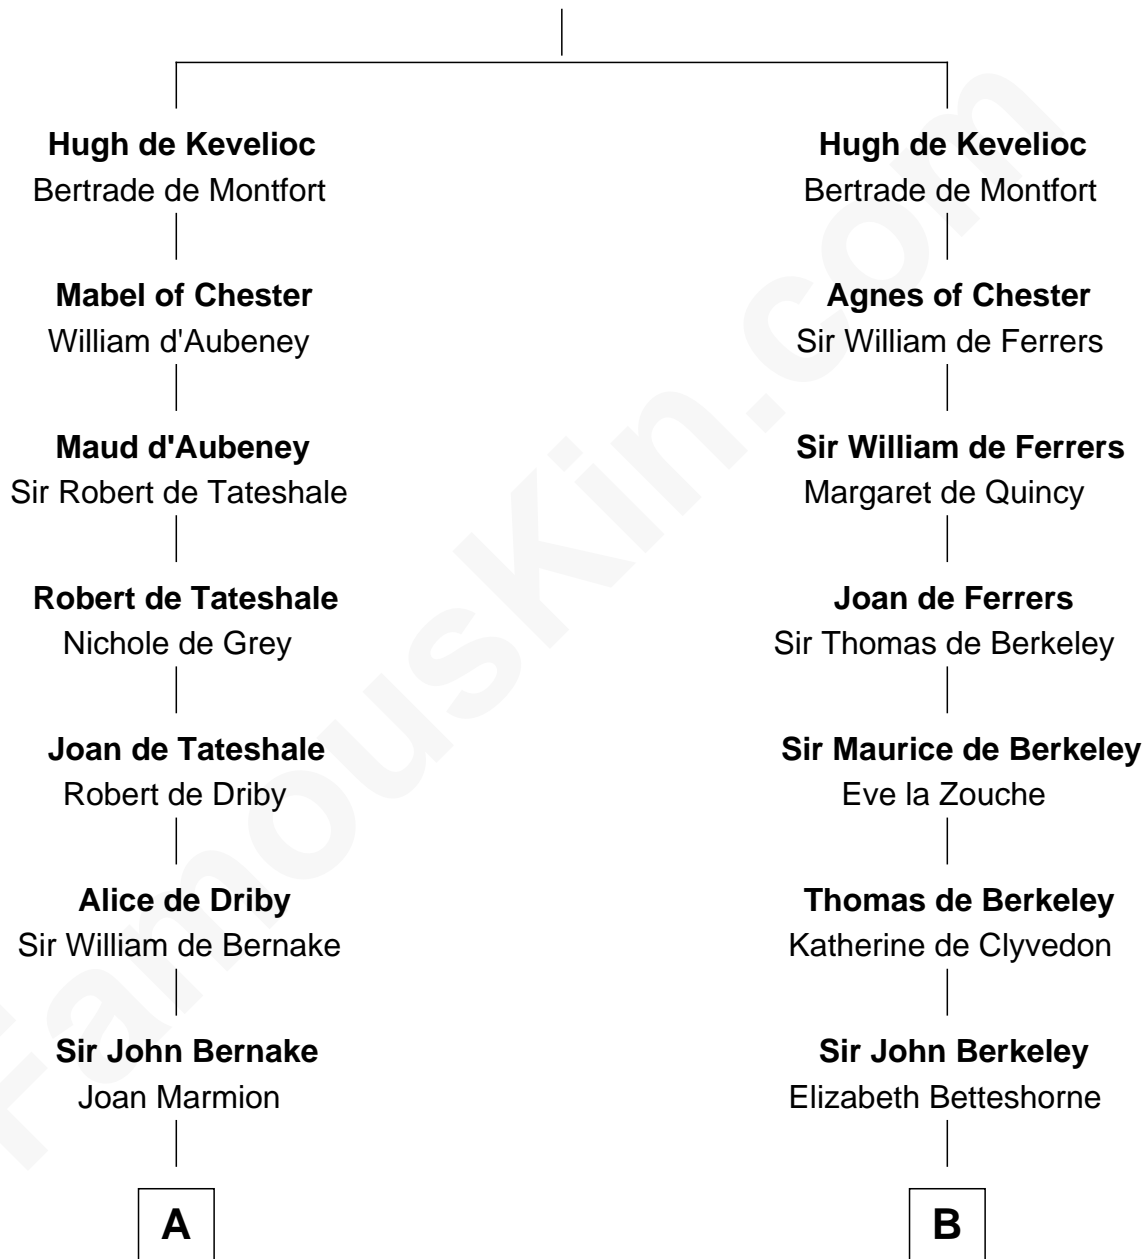 Hugh de Kevelioc
Bertrade de Montfort
Mabel of Chester
William d'Aubeney
Maud d'Aubeney
Sir Robert de Tateshale
Robert de Tateshale
Nichole de Grey
Joan de Tateshale
Robert de Driby
Alice de Driby
Sir William de Bernake
Sir John Bernake
Joan Marmion
A
Hugh de Kevelioc
Bertrade de Montfort
Agnes of Chester
Sir William de Ferrers
Sir William de Ferrers
Margaret de Quincy
Joan de Ferrers
Sir Thomas de Berkeley
Sir Maurice de Berkeley
Eve la Zouche
Thomas de Berkeley
Katherine de Clyvedon
Sir John Berkeley
Elizabeth Betteshorne
B
FamousKin.com